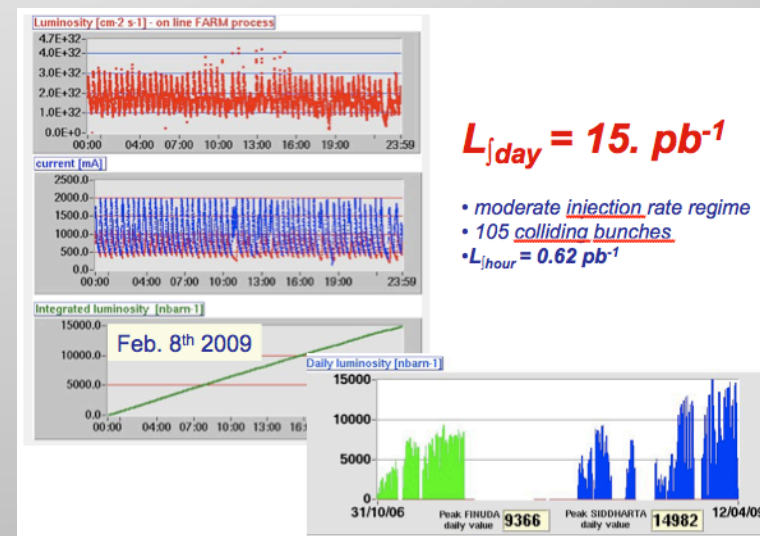 Luminosity [cm-2 s-1] - on line FARM process
4.7E+32
4.0E+32
3.0E+32
2.0E+32
1.0E+32
0.0E+0
00:00 04:00 07:00 10:00 13:00 16:00 19:00 23:59
current [mA]
2500.0
2000.0
1500.0
1000.0
500.0
0.0
00:00 04:00 07:00 10:00 13:00 16:00 19:00 23:59
Integrated luminosity [nbarn-1]
15000.0
10000.0
5000.0
0.0
00:00 04:00 07:00 10:00 13:00
Feb. 8th 2009
L∫day = 15. pb-1
• moderate injection rate regime
• 105 colliding bunches
•L∫hour = 0.62 pb-1
Daily luminosity [nbarn-1]
15000
10000
5000
0
31/10/06 12/04/09
Peak FINUDA daily value 9366
Peak SIDDHARTA daily value 14982